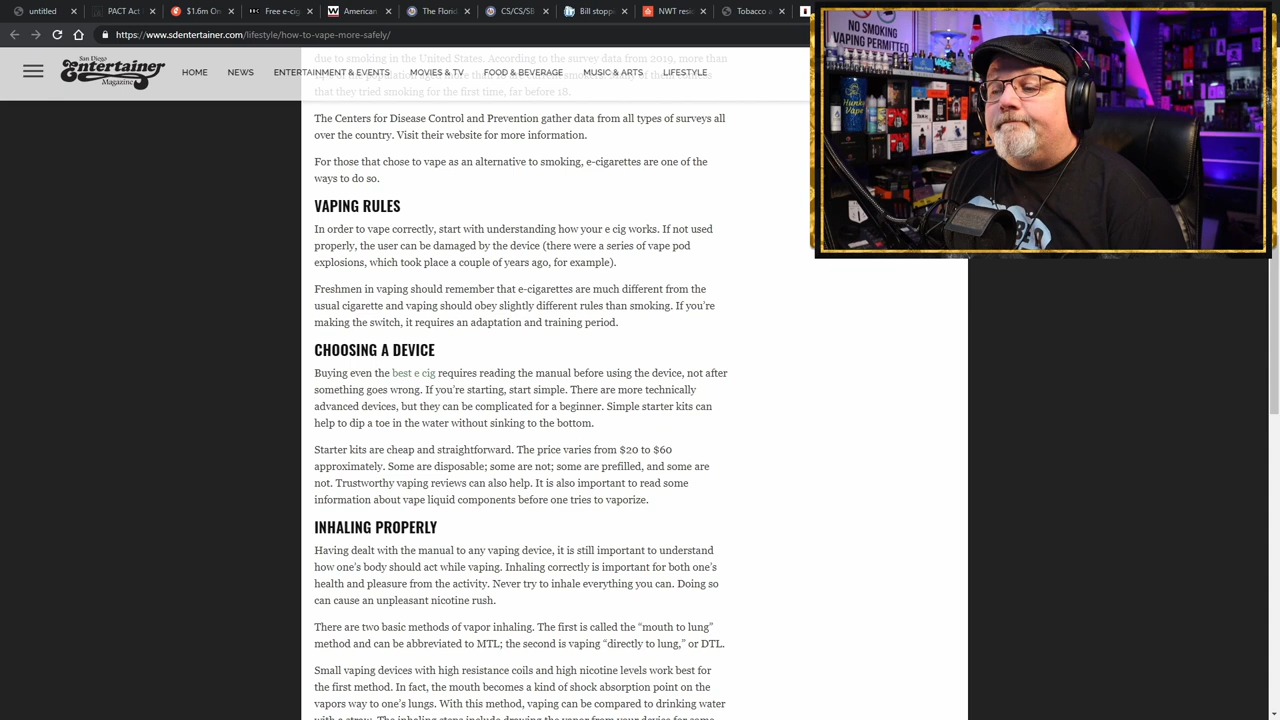 untitled
PACT Act
$1.6m On
Free e-cig
American
The Florid
CS/CS/SB
Bill story
NWT resi
Tobacco a
https://www.sdentertainer.com/lifestyle/how-to-vape-more-safely/
San Diego
Entertainer
Magazine
HOME NEWS ENTERTAINMENT & EVENTS MOVIES & TV FOOD & BEVERAGE MUSIC & ARTS LIFESTYLE
due to smoking in the United States. According to the survey data from 2019, more than
that they tried smoking for the first time, far before 18.
The Centers for Disease Control and Prevention gather data from all types of surveys all
over the country. Visit their website for more information.
For those that chose to vape as an alternative to smoking, e-cigarettes are one of the
ways to do so.
VAPING RULES
In order to vape correctly, start with understanding how your e cig works. If not used
properly, the user can be damaged by the device (there were a series of vape pod
explosions, which took place a couple of years ago, for example).
Freshmen in vaping should remember that e-cigarettes are much different from the
usual cigarette and vaping should obey slightly different rules than smoking. If you're
making the switch, it requires an adaptation and training period.
CHOOSING A DEVICE
Buying even the best e cig requires reading the manual before using the device, not after
something goes wrong. If you're starting, start simple. There are more technically
advanced devices, but they can be complicated for a beginner. Simple starter kits can
help to dip a toe in the water without sinking to the bottom.
Starter kits are cheap and straightforward. The price varies from $20 to $60
approximately. Some are disposable; some are not; some are prefilled, and some are
not. Trustworthy vaping reviews can also help. It is also important to read some
information about vape liquid components before one tries to vaporize.
INHALING PROPERLY
Having dealt with the manual to any vaping device, it is still important to understand
how one's body should act while vaping. Inhaling correctly is important for both one's
health and pleasure from the activity. Never try to inhale everything you can. Doing so
can cause an unpleasant nicotine rush.
There are two basic methods of vapor inhaling. The first is called the “mouth to lung”
method and can be abbreviated to MTL; the second is vaping “directly to lung,” or DTL.
Small vaping devices with high resistance coils and high nicotine levels work best for
the first method. In fact, the mouth becomes a kind of shock absorption point on the
vapors way to one's lungs. With this method, vaping can be compared to drinking water
with a straw. The inhaling steps include drawing the vapor from your device for some
NO SMOKING
VAPING PERMITTED
Hunky
Vape